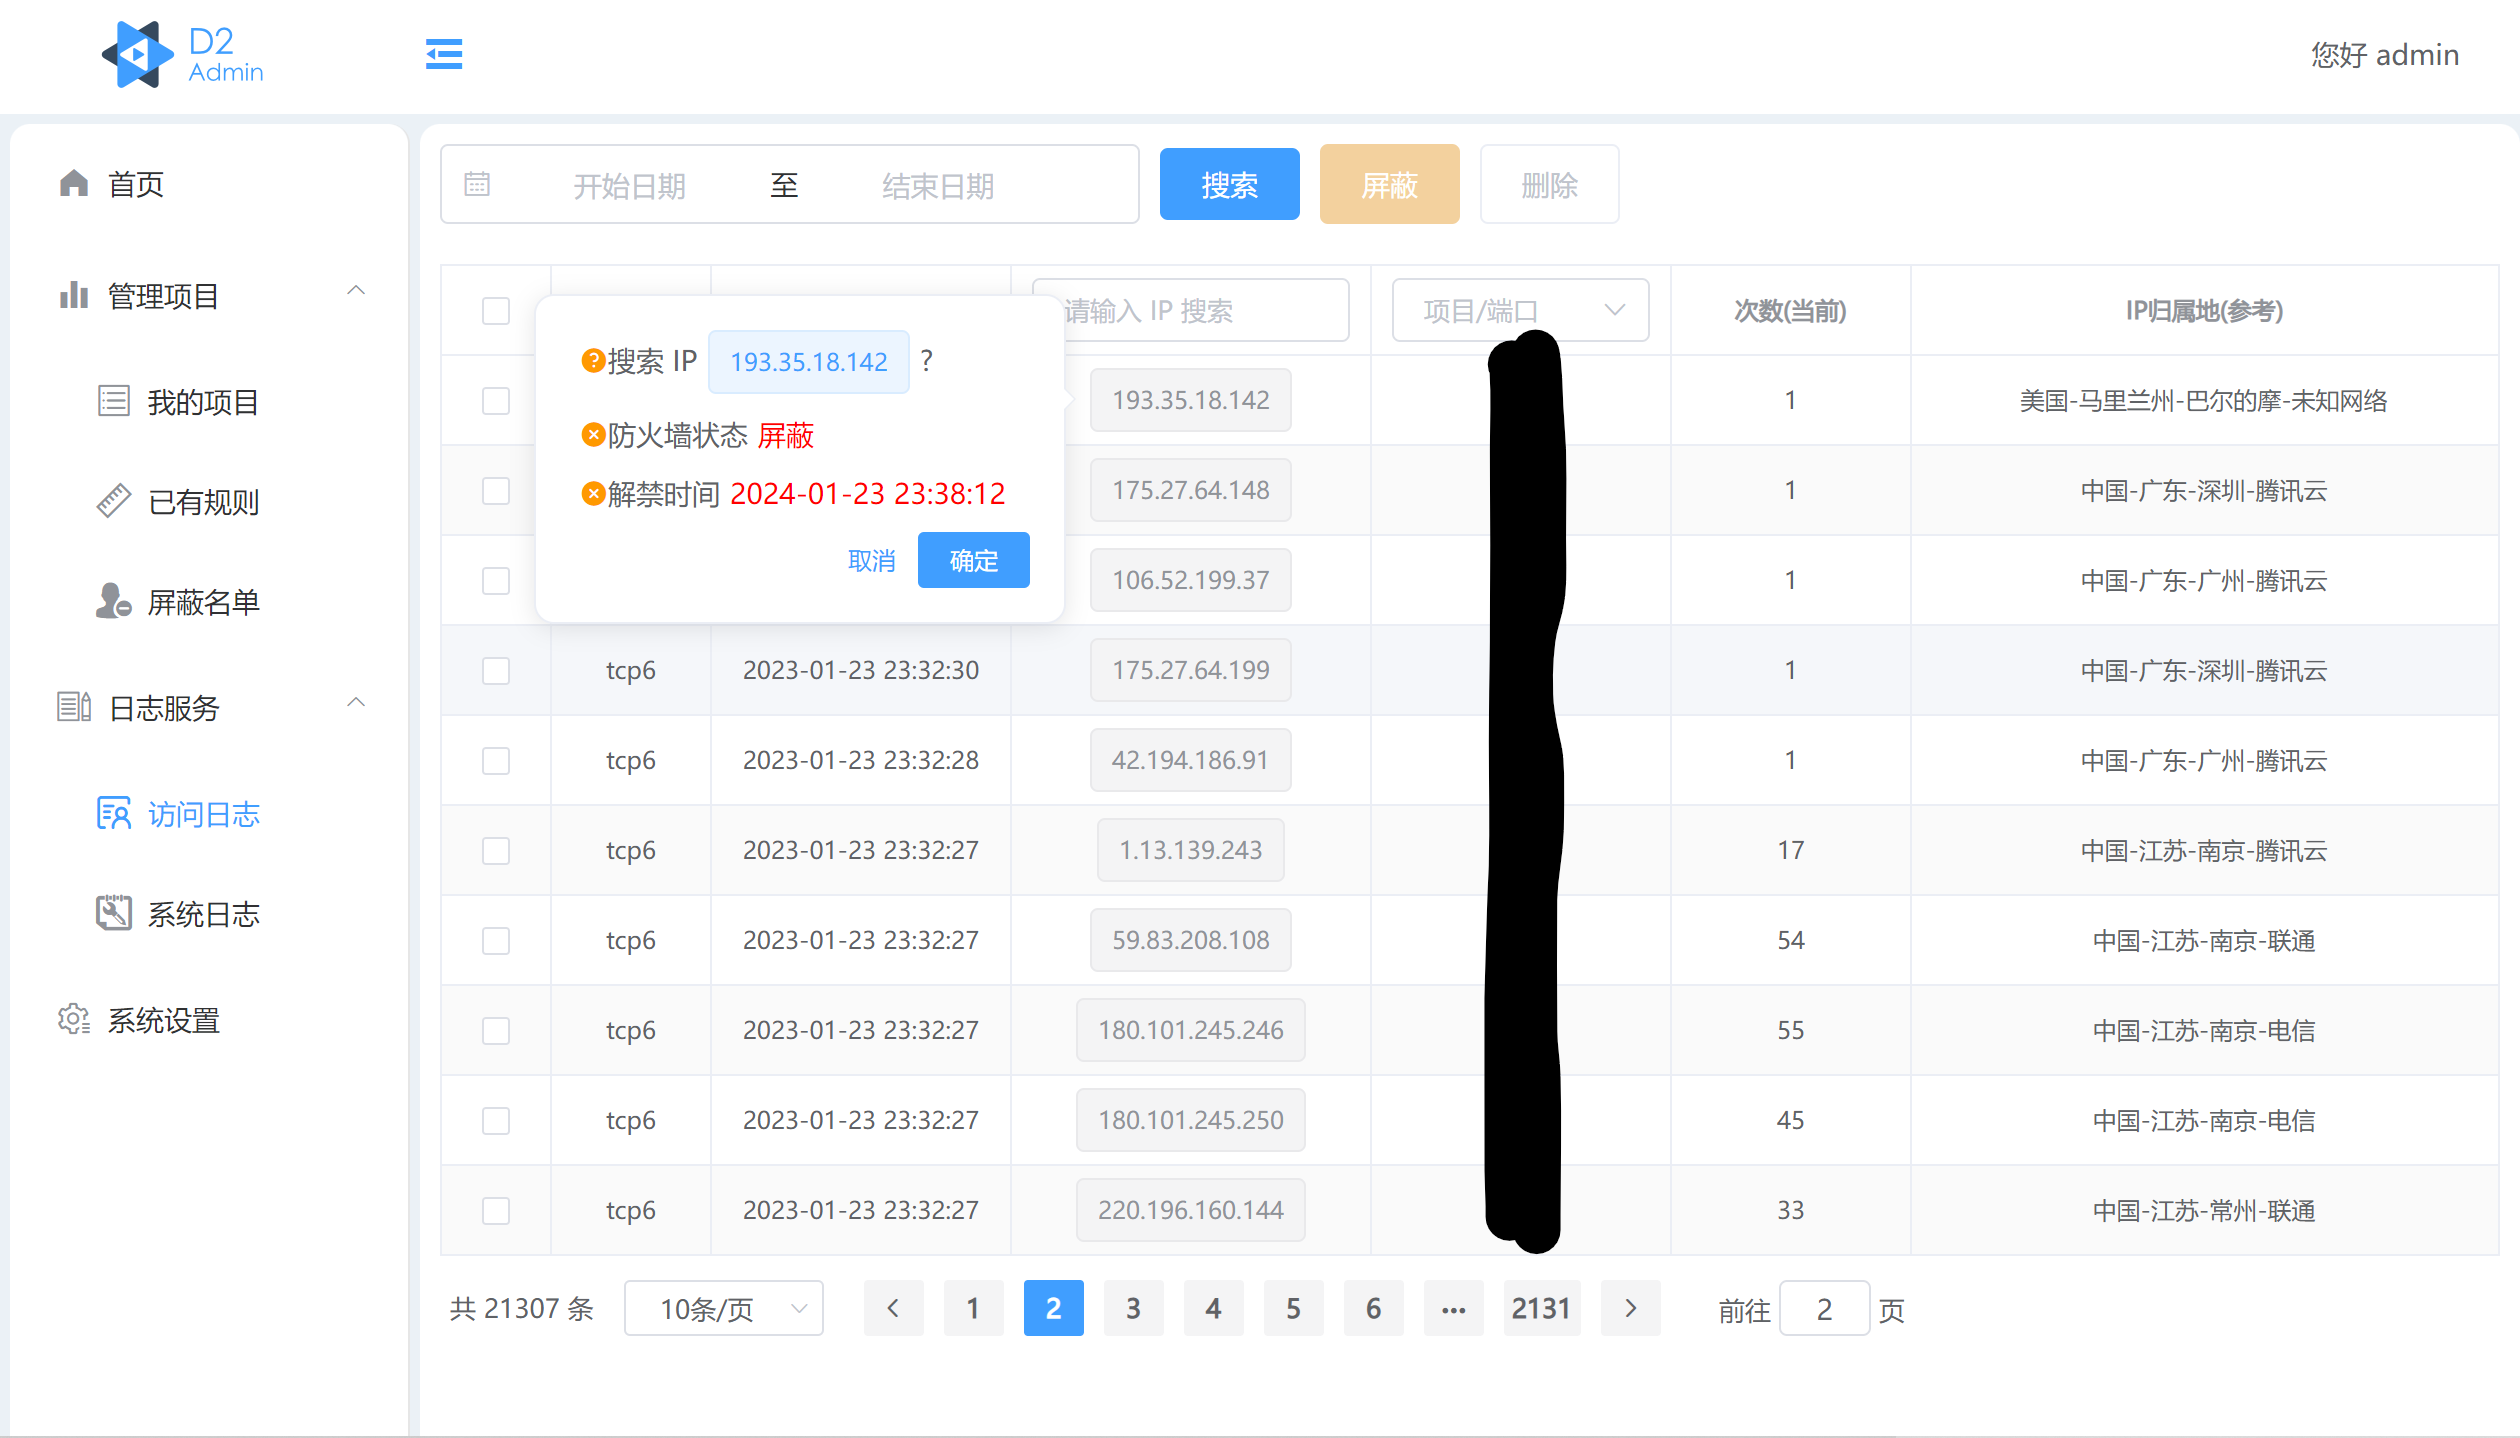 D2
Admin
您好 admin
首页
管理项目
我的项目
已有规则
屏蔽名单
日志服务
访问日志
系统日志
系统设置
开始日期 至 结束日期 搜索 屏蔽 删除
请输入 IP 搜索 项目/端口 次数(当前) IP归属地(参考)
搜索 IP 193.35.18.142 ?
防火墙状态 屏蔽
解禁时间 2024-01-23 23:38:12
取消 确定
193.35.18.142 1 美国-马里兰州-巴尔的摩-未知网络
175.27.64.148 1 中国-广东-深圳-腾讯云
106.52.199.37 1 中国-广东-广州-腾讯云
tcp6 2023-01-23 23:32:30 175.27.64.199 1 中国-广东-深圳-腾讯云
tcp6 2023-01-23 23:32:28 42.194.186.91 1 中国-广东-广州-腾讯云
tcp6 2023-01-23 23:32:27 1.13.139.243 17 中国-江苏-南京-腾讯云
tcp6 2023-01-23 23:32:27 59.83.208.108 54 中国-江苏-南京-联通
tcp6 2023-01-23 23:32:27 180.101.245.246 55 中国-江苏-南京-电信
tcp6 2023-01-23 23:32:27 180.101.245.250 45 中国-江苏-南京-电信
tcp6 2023-01-23 23:32:27 220.196.160.144 33 中国-江苏-常州-联通
共 21307 条 10条/页 1 2 3 4 5 6 ... 2131 前往 2 页